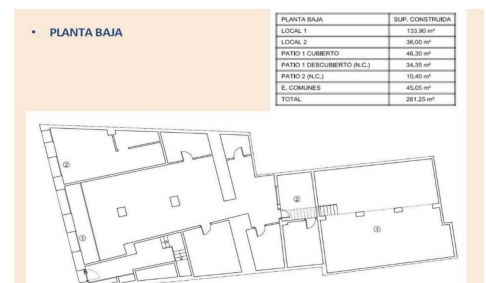 • PLANTA BAJA
PLANTA BAJA SUP. CONSTRUIDA
LOCAL 1 133,90 m²
LOCAL 2 36,00 m²
PATIO 1 CUBIERTO 46,30 m²
PATIO 1 DESCUBIERTO (N.C.) 34,35 m²
PATIO 2 (N.C.) 10,40 m²
E. COMUNES 45,05 m²
TOTAL 261,25 m²
2
2
1
1